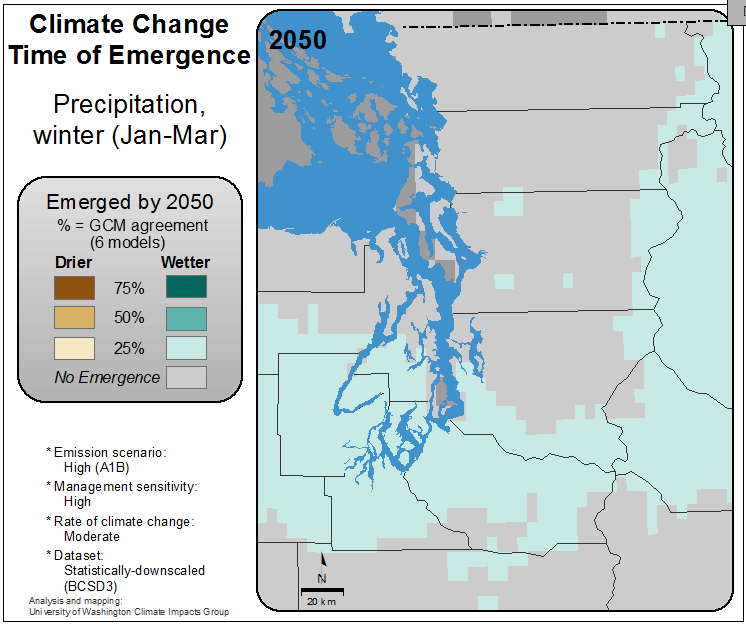 Climate Change
Time of Emergence
Precipitation,
winter (Jan-Mar)
Emerged by 2050
% = GCM agreement
(6 models)
Drier Wetter
75%
50%
25%
No Emergence
* Emission scenario:
High (A1B)
* Management sensitivity:
High
* Rate of climate change:
Moderate
* Dataset:
Statistically-downscaled
(BCSD3)
Analysis and mapping:
University of Washington Climate Impacts Group
2050
N
20 km